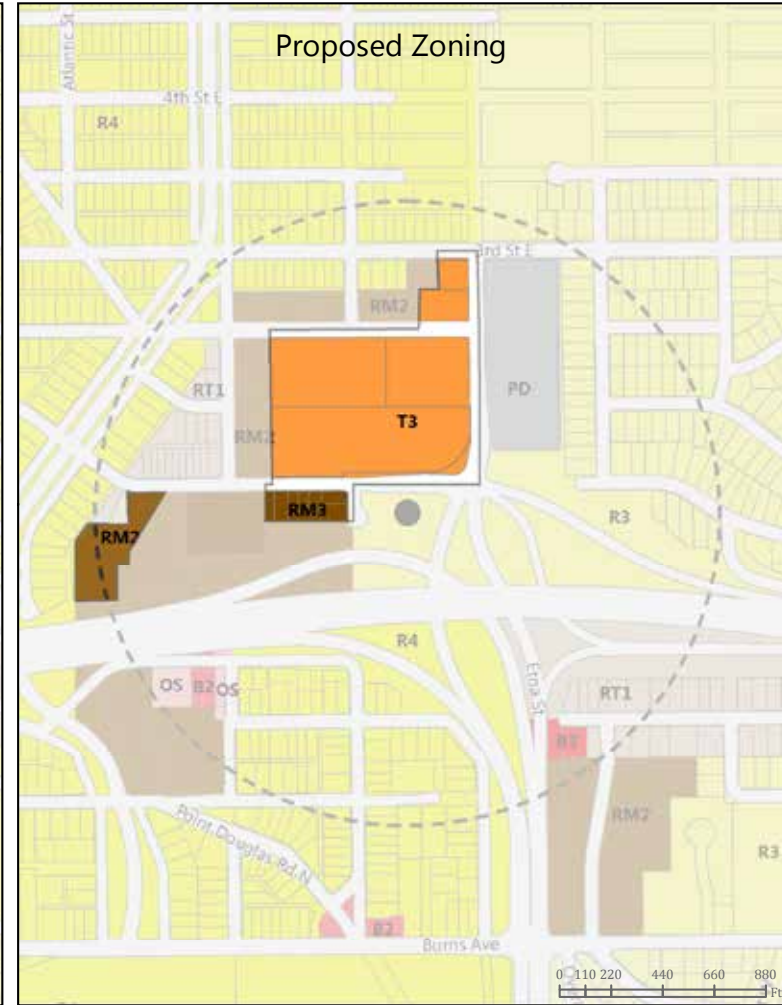 Proposed Zoning
Atlantic St
4th St E
R4
3rd St E
RM2
RT1
PD
T3
RM2
RM3
R3
RM2
R4
OS
B2
OS
Etna St
RT1
RM2
Point Douglas Rd N
R3
B2
Burns Ave
0 110 220 440 660 880
Ft